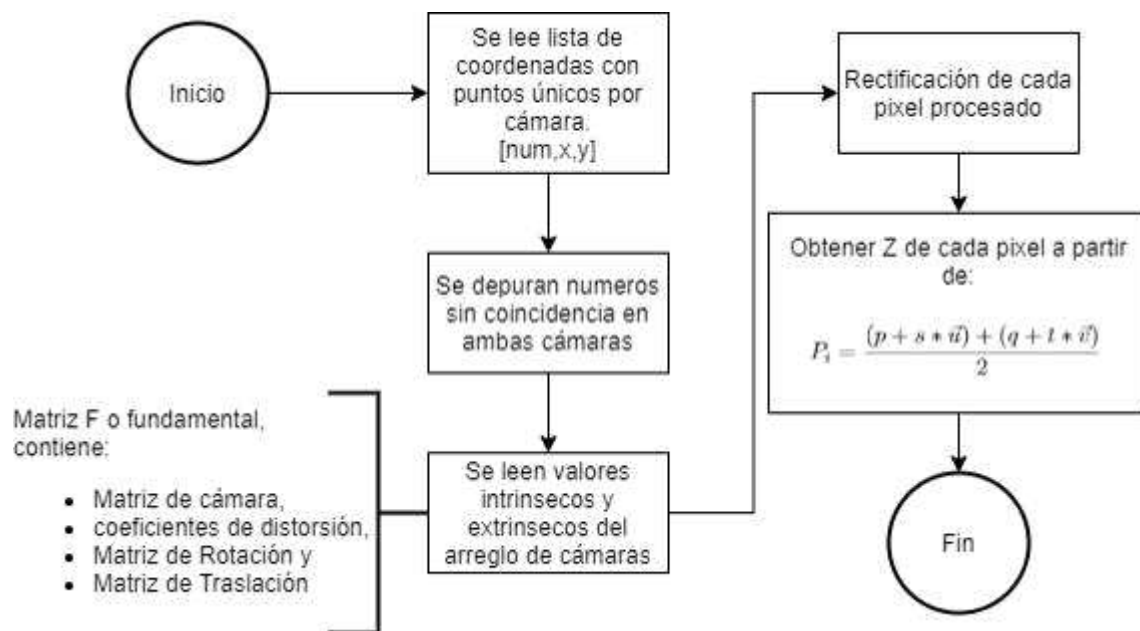 Inicio
Se lee lista de
coordenadas con
puntos únicos por
cámara.
[num,x,y]
Se depuran numeros
sin coincidencia en
ambas cámaras
Se leen valores
intrinsecos y
extrinsecos del
arreglo de cámaras
Matriz F o fundamental,
contiene:
• Matriz de cámara,
• coeficientes de distorsión,
• Matriz de Rotación y
• Matriz de Traslación
Rectificación de cada
pixel procesado
Obtener Z de cada pixel a partir
de:
P_i = \frac{(p + s * \vec{u}) + (q + t * \vec{v})}{2}
Fin